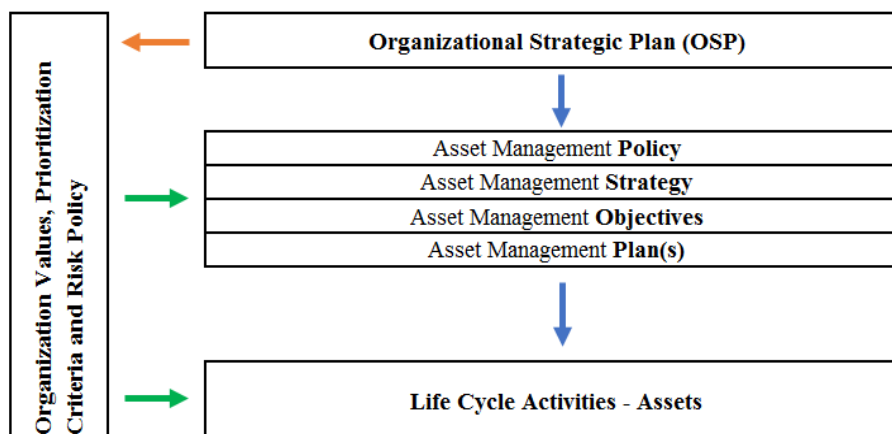 Organizational Strategic Plan (OSP)
Organization Values, Prioritization
Criteria and Risk Policy
Asset Management Policy
Asset Management Strategy
Asset Management Objectives
Asset Management Plan(s)
Life Cycle Activities - Assets